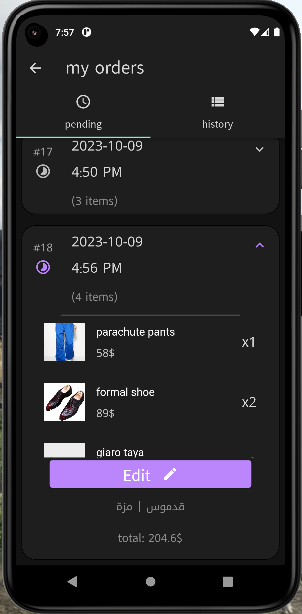 7:57
my orders
pending
history
#17
2023-10-09
4:50 PM
(3 items)
#18
2023-10-09
4:56 PM
(4 items)
parachute pants
58$
x1
formal shoe
89$
x2
giaro taya
Edit
قدموس | مزة
total: 204.6$